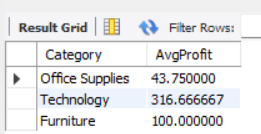 Result Grid Filter Rows:
Category AvgProfit
Office Supplies 43.750000
Technology 316.666667
Furniture 100.000000